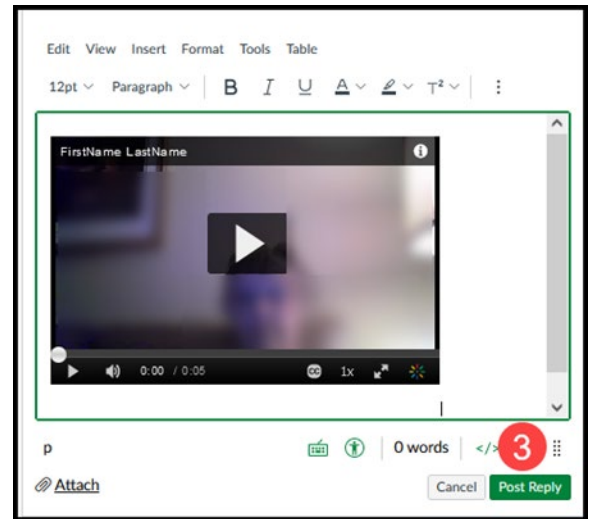 Edit View Insert Format Tools Table
12pt Paragraph B I U A T²
FirstName LastName
0:00 / 0:05 CC 1x
p 0 words </> 3
Attach Cancel Post Reply